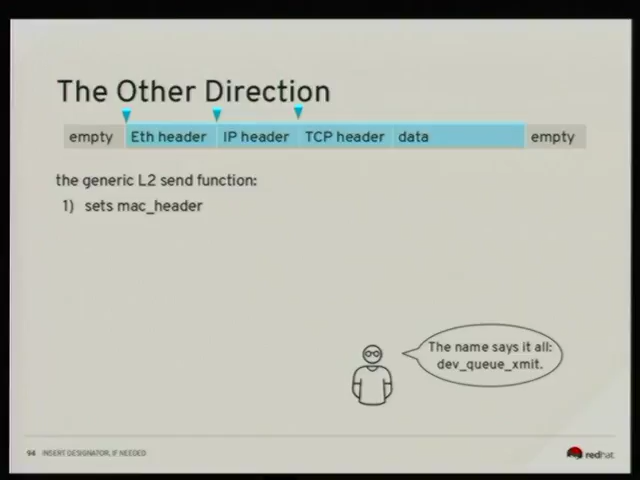 The Other Direction
empty Eth header IP header TCP header data empty
the generic L2 send function:
1) sets mac_header
The name says it all:
dev_queue_xmit.
94 INSERT DESIGNATOR, IF NEEDED
redhat